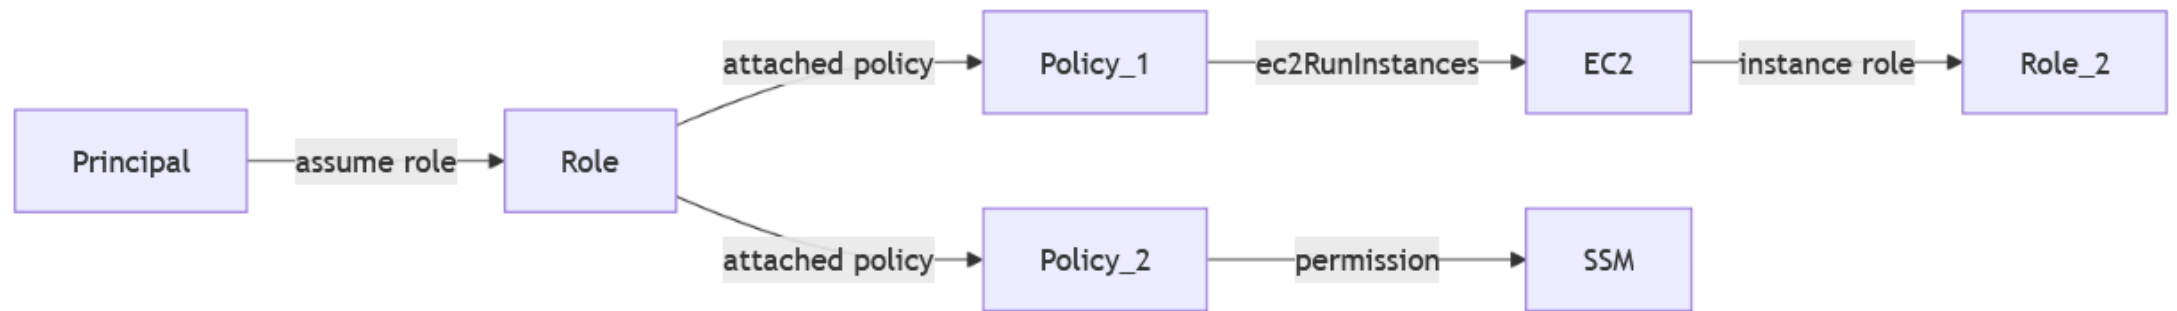 Principal
assume role
Role
attached policy
Policy_1
ec2RunInstances
EC2
instance role
Role_2
attached policy
Policy_2
permission
SSM